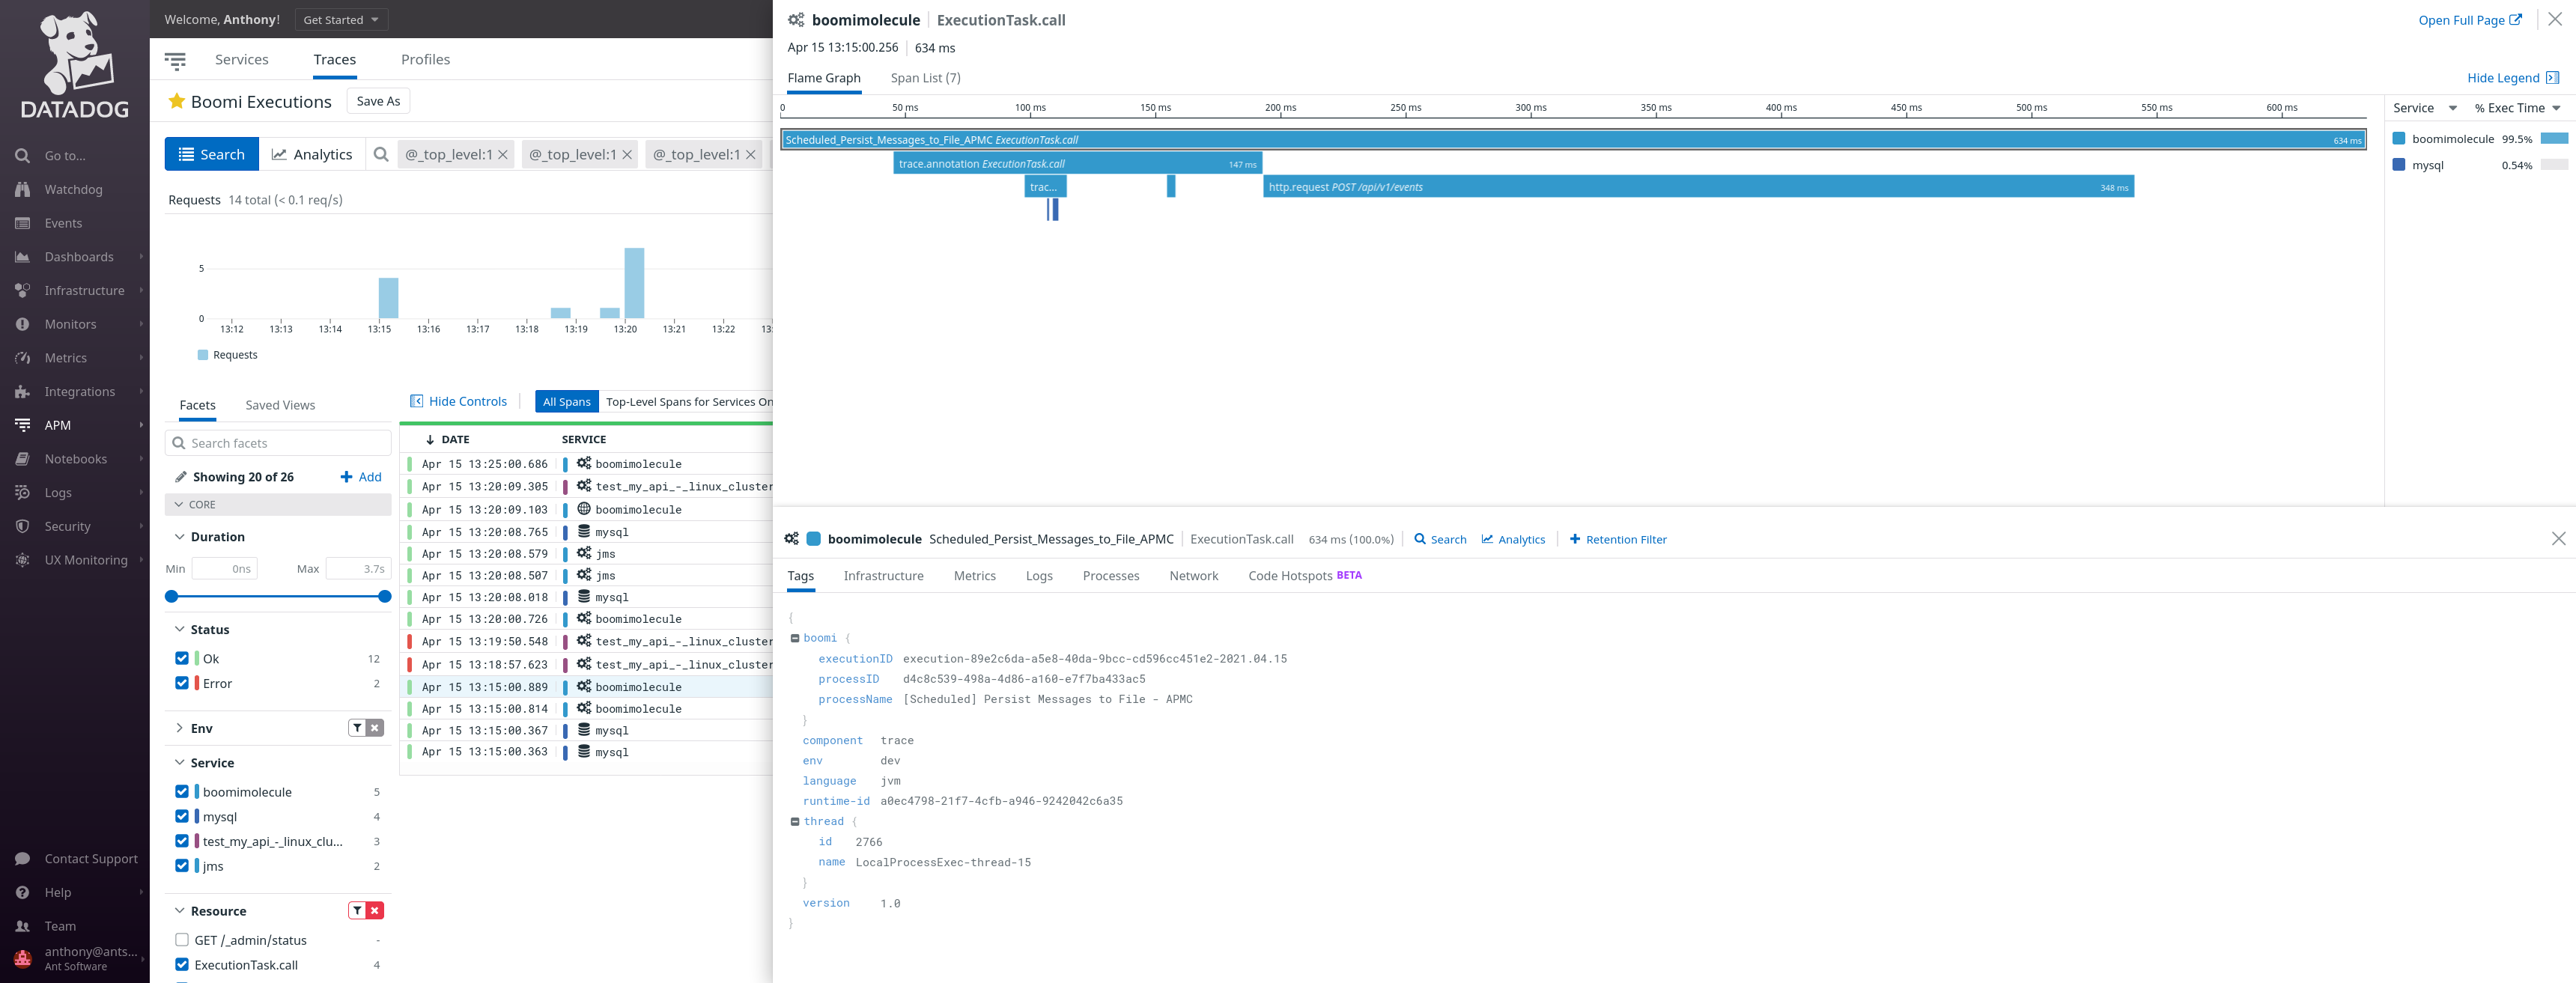 DATADOG
Go to...
Watchdog
Events
Dashboards
Infrastructure
Monitors
Metrics
Integrations
APM
Notebooks
Logs
Security
UX Monitoring
Contact Support
Help
Team
anthony@ants...
Ant Software
Welcome, Anthony!
Get Started
Services Traces Profiles
Boomi Executions Save As
Search Analytics @_top_level:1 @_top_level:1 @_top_level:1
Requests 14 total (< 0.1 req/s)
5
0
13:12 13:13 13:14 13:15 13:16 13:17 13:18 13:19 13:20 13:21 13:22 13:
Requests
Facets Saved Views
Search facets
Showing 20 of 26 Add
CORE
Duration
Min 0ns Max 3.7s
Status
Ok 12
Error 2
Env
Service
boomimolecule 5
mysql 4
test_my_api_-_linux_clu... 3
jms 2
Resource
GET /_admin/status -
ExecutionTask.call 4
Hide Controls All Spans Top-Level Spans for Services On
DATE SERVICE
Apr 15 13:25:00.686 boomimolecule
Apr 15 13:20:09.305 test_my_api_-_linux_cluster
Apr 15 13:20:09.103 boomimolecule
Apr 15 13:20:08.765 mysql
Apr 15 13:20:08.579 jms
Apr 15 13:20:08.507 jms
Apr 15 13:20:08.018 mysql
Apr 15 13:20:00.726 boomimolecule
Apr 15 13:19:50.548 test_my_api_-_linux_cluster
Apr 15 13:18:57.623 test_my_api_-_linux_cluster
Apr 15 13:15:00.889 boomimolecule
Apr 15 13:15:00.814 boomimolecule
Apr 15 13:15:00.367 mysql
Apr 15 13:15:00.363 mysql
boomimolecule ExecutionTask.call
Open Full Page
Apr 15 13:15:00.256 634 ms
Flame Graph Span List (7)
Hide Legend
0 50 ms 100 ms 150 ms 200 ms 250 ms 300 ms 350 ms 400 ms 450 ms 500 ms 550 ms 600 ms
Scheduled_Persist_Messages_to_File_APMC ExecutionTask.call 634 ms
trace.annotation ExecutionTask.call 147 ms
trac...
http.request POST /api/v1/events 348 ms
Service % Exec Time
boomimolecule 99.5%
mysql 0.54%
boomimolecule Scheduled_Persist_Messages_to_File_APMC ExecutionTask.call 634 ms (100.0%) Search Analytics Retention Filter
Tags Infrastructure Metrics Logs Processes Network Code Hotspots BETA
{
boomi {
executionID execution-89e2c6da-a5e8-40da-9bcc-cd596cc451e2-2021.04.15
processID d4c8c539-498a-4d86-a160-e7f7ba433ac5
processName [Scheduled] Persist Messages to File - APMC
}
component trace
env dev
language jvm
runtime-id a0ec4798-21f7-4cfb-a946-9242042c6a35
thread {
id 2766
name LocalProcessExec-thread-15
}
version 1.0
}